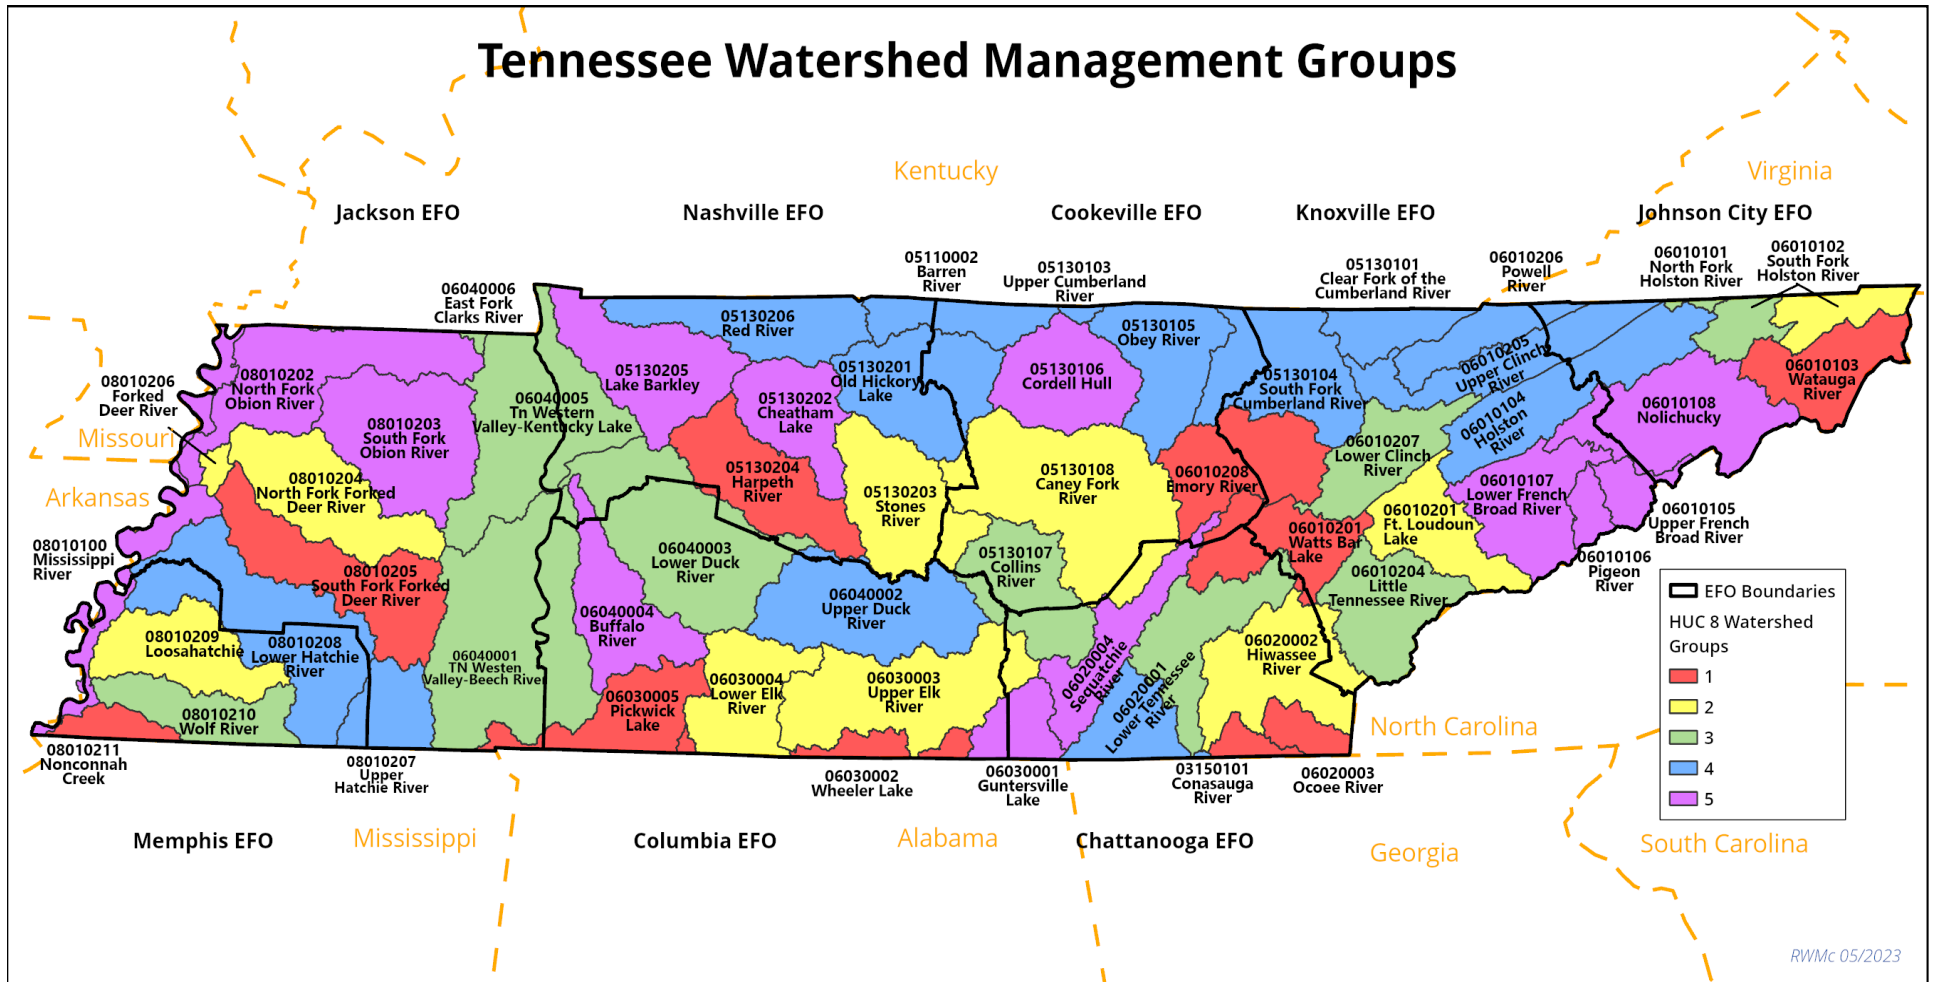 Tennessee Watershed Management Groups
Kentucky
Virginia
Jackson EFO
Nashville EFO
Cookeville EFO
Knoxville EFO
Johnson City EFO
05110002
Barren
River
05130103
Upper Cumberland
River
05130101
Clear Fork of the
Cumberland River
06010206
Powell
River
06010101
North Fork
Holston River
06010102
South Fork
Holston River
06040006
East Fork
Clarks River
05130206
Red River
05130105
Obey River
06010205
Upper Clinch
River
08010206
Forked
Deer River
08010202
North Fork
Obion River
05130205
Lake Barkley
05130201
Old Hickory
Lake
05130106
Cordell Hull
05130104
South Fork
Cumberland River
06010103
Watauga
River
06040005
Tn Western
Valley-Kentucky Lake
05130202
Cheatham
Lake
06010104
Holston
River
06010108
Nolichucky
Missouri
08010203
South Fork
Obion River
06010207
Lower Clinch
River
Arkansas
08010204
North Fork Forked
Deer River
05130204
Harpeth
River
05130203
Stones
River
05130108
Caney Fork
River
06010208
Emory River
06010107
Lower French
Broad River
06010201
Ft. Loudoun
Lake
06010105
Upper French
Broad River
08010100
Mississippi
River
06040003
Lower Duck
River
05130107
Collins
River
06010201
Watts Bar
Lake
06010106
Pigeon
River
08010205
South Fork Forked
Deer River
06010204
Little
Tennessee River
06040002
Upper Duck
River
06040004
Buffalo
River
08010209
Loosahatchie
08010208
Lower Hatchie
River
06040001
TN Westen
Valley-Beech River
06020004
Sequatchie
River
06020002
Hiwassee
River
06020001
Lower Tennessee
River
06030005
Pickwick
Lake
06030004
Lower Elk
River
06030003
Upper Elk
River
08010210
Wolf River
North Carolina
08010211
Nonconnah
Creek
08010207
Upper
Hatchie River
06030002
Wheeler Lake
06030001
Guntersville
Lake
03150101
Conasauga
River
06020003
Ocoee River
EFO Boundaries
HUC 8 Watershed
Groups
1
2
3
4
5
Memphis EFO
Mississippi
Columbia EFO
Alabama
Chattanooga EFO
Georgia
South Carolina
RWMc 05/2023